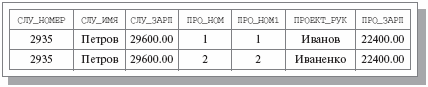 СЛУ_НОМЕР СЛУ_ИМЯ СЛУ_ЗАРП ПРО_НОМ ПРО_НОМ1 ПРОЕКТ_РУК ПРО_ЗАРП
2935 Петров 29600.00 1 1 Иванов 22400.00
2935 Петров 29600.00 2 2 Иваненко 22400.00